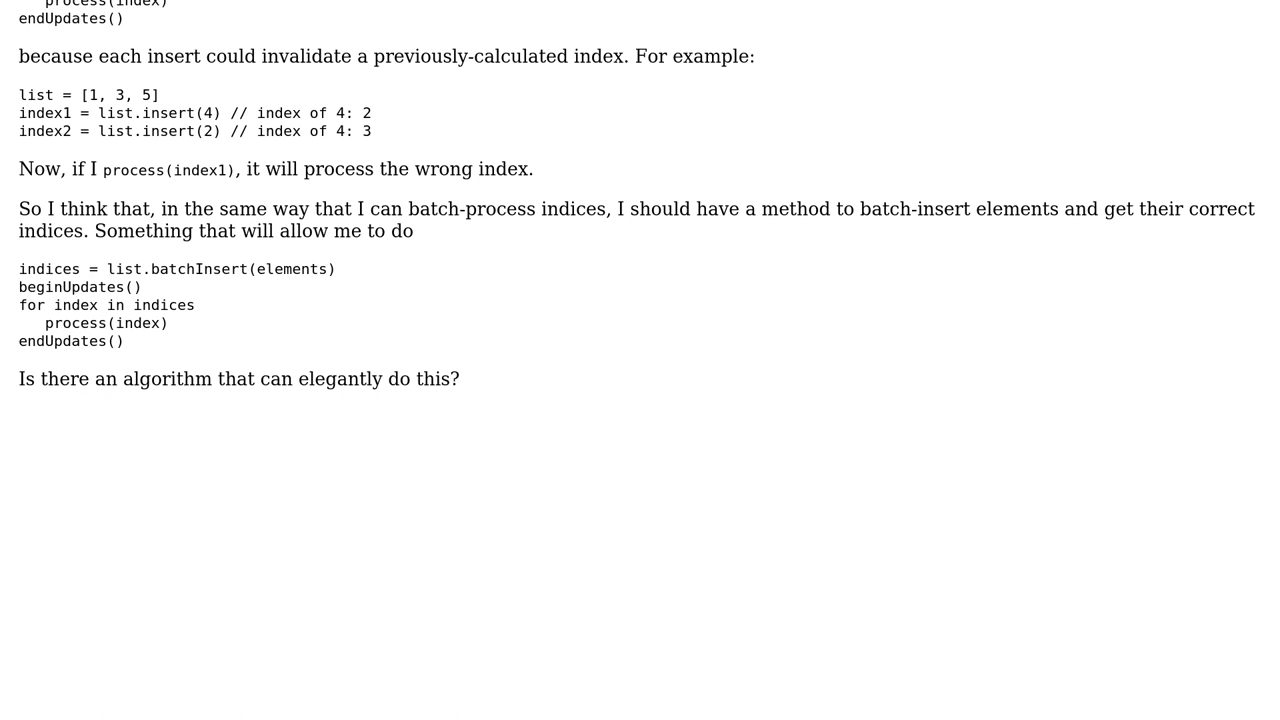 process(index)
endUpdates()
because each insert could invalidate a previously-calculated index. For example:
list = [1, 3, 5]
index1 = list.insert(4) // index of 4: 2
index2 = list.insert(2) // index of 4: 3
Now, if I process(index1), it will process the wrong index.
So I think that, in the same way that I can batch-process indices, I should have a method to batch-insert elements and get their correct
indices. Something that will allow me to do
indices = list.batchInsert(elements)
beginUpdates()
for index in indices
   process(index)
endUpdates()
Is there an algorithm that can elegantly do this?